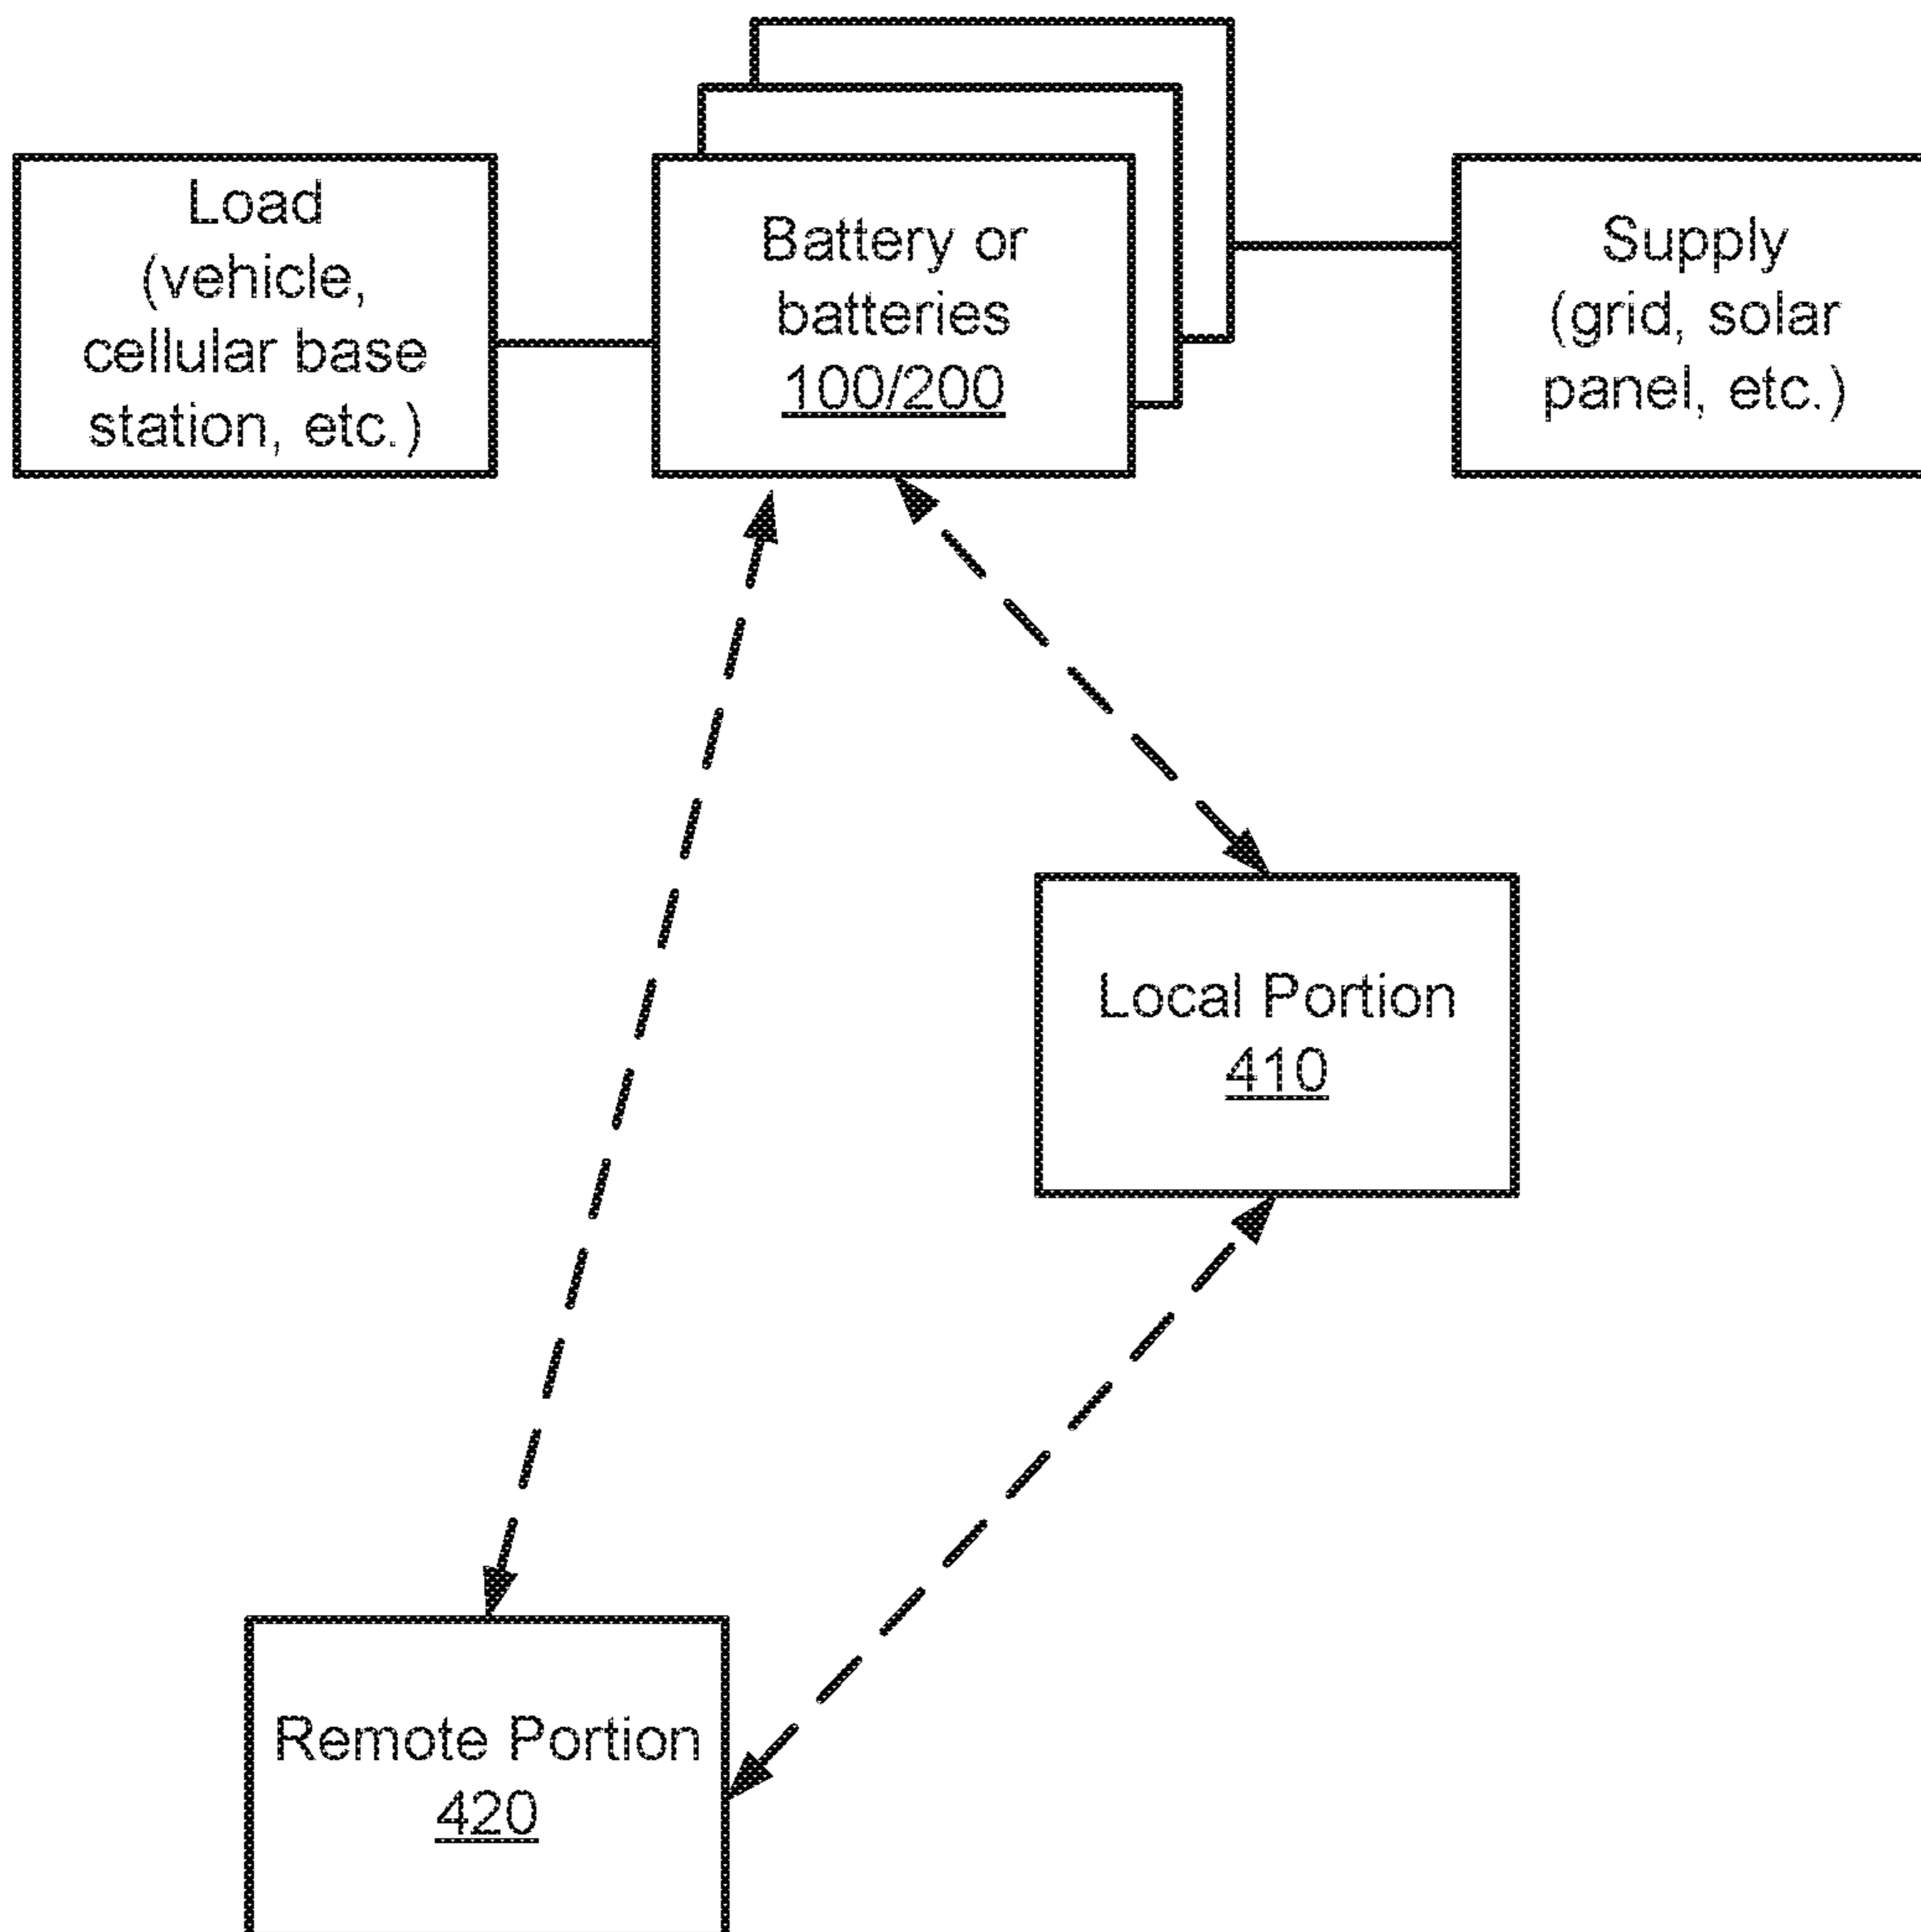 Load
(vehicle,
cellular base
station, etc.)
Battery or
batteries
100/200
Supply
(grid, solar
panel, etc.)
Local Portion
410
Remote Portion
420